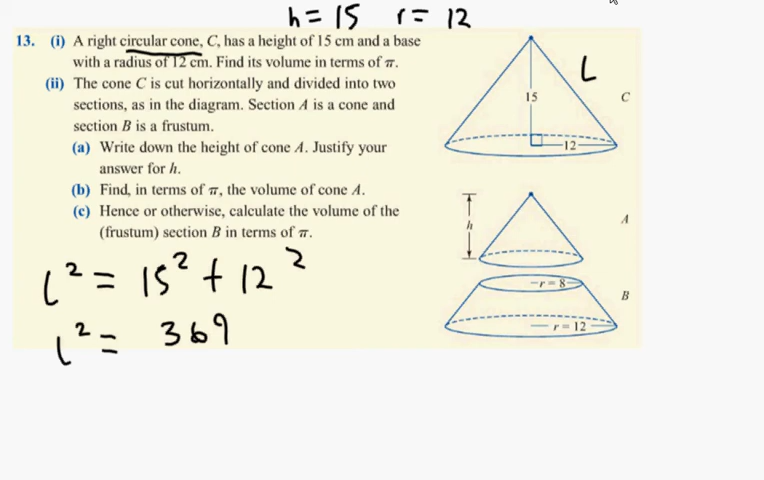 h = 15 r = 12
13. (i) A right circular cone, C, has a height of 15 cm and a base
with a radius of 12 cm. Find its volume in terms of π.
(ii) The cone C is cut horizontally and divided into two
sections, as in the diagram. Section A is a cone and
section B is a frustum.
(a) Write down the height of cone A. Justify your
answer for h.
(b) Find, in terms of π, the volume of cone A.
(c) Hence or otherwise, calculate the volume of the
(frustum) section B in terms of π.
L
15
C
12
h
A
r = 8
B
r = 12
l² = 15² + 12²
l² = 369